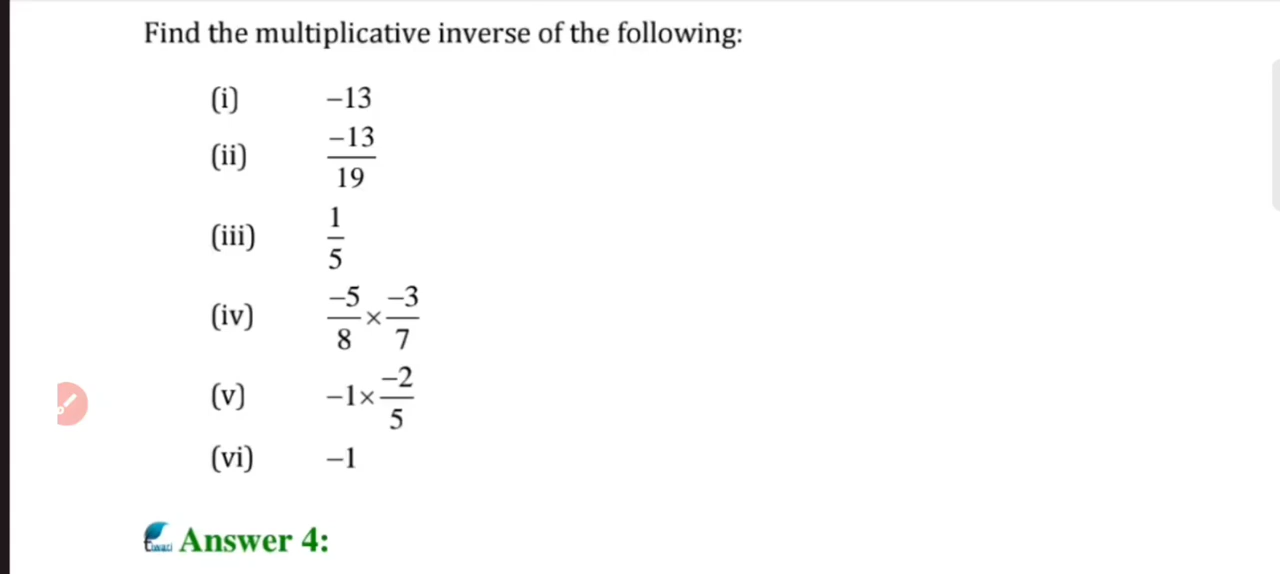 Find the multiplicative inverse of the following:
(i) −13
(ii) −13/19
(iii) 1/5
(iv) −5/8 × −3/7
(v) −1 × −2/5
(vi) −1
Answer 4: